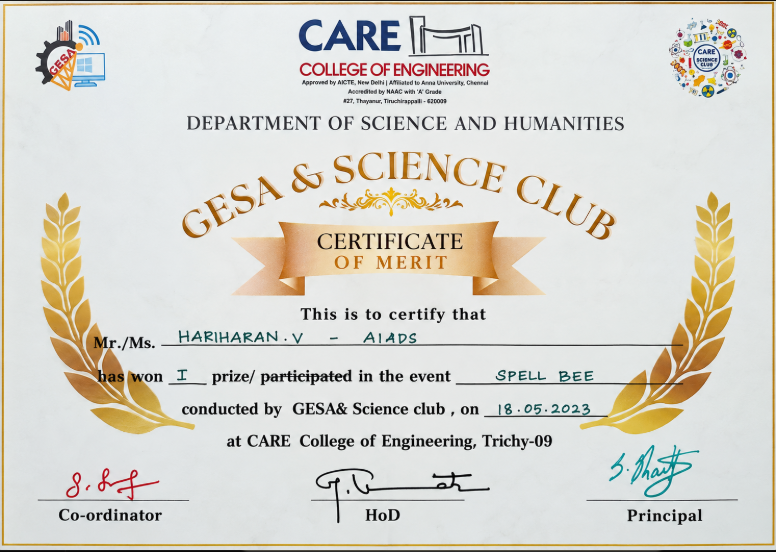 GESA
CARE
COLLEGE OF ENGINEERING
Approved by AICTE, New Delhi | Affiliated to Anna University, Chennai
Accredited by NAAC with 'A' Grade
#27, Thayanur, Tiruchirappalli - 620009
CARE
SCIENCE
CLUB
DEPARTMENT OF SCIENCE AND HUMANITIES
GESA & SCIENCE CLUB
CERTIFICATE
OF MERIT
This is to certify that
Mr./Ms. HARIHARAN.V - AIADS
has won I prize/ participated in the event SPELL BEE
conducted by GESA& Science club , on 18.05.2023
at CARE College of Engineering, Trichy-09
Co-ordinator HoD Principal